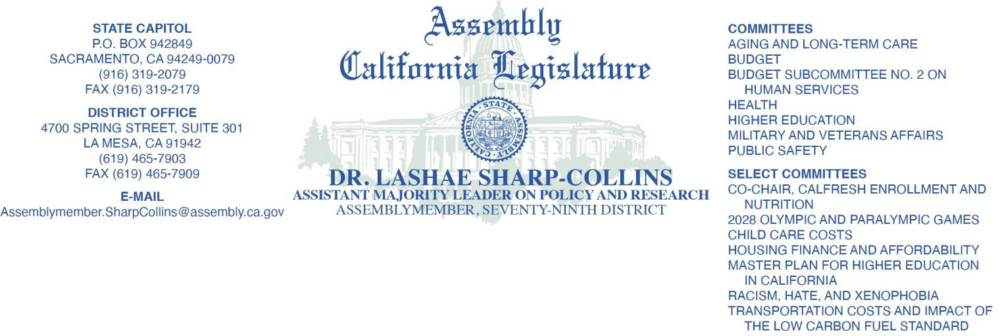 STATE CAPITOL
P.O. BOX 942849
SACRAMENTO, CA 94249-0079
(916) 319-2079
FAX (916) 319-2179
DISTRICT OFFICE
4700 SPRING STREET, SUITE 301
LA MESA, CA 91942
(619) 465-7903
FAX (619) 465-7909
E-MAIL
Assemblymember.SharpCollins@assembly.ca.gov
Assembly
California Legislature
CALIFORNIA · STATE · ASSEMBLY ·
DR. LASHAE SHARP-COLLINS
ASSISTANT MAJORITY LEADER ON POLICY AND RESEARCH
ASSEMBLYMEMBER, SEVENTY-NINTH DISTRICT
COMMITTEES
AGING AND LONG-TERM CARE
BUDGET
BUDGET SUBCOMMITTEE NO. 2 ON
HUMAN SERVICES
HEALTH
HIGHER EDUCATION
MILITARY AND VETERANS AFFAIRS
PUBLIC SAFETY
SELECT COMMITTEES
CO-CHAIR, CALFRESH ENROLLMENT AND
NUTRITION
2028 OLYMPIC AND PARALYMPIC GAMES
CHILD CARE COSTS
HOUSING FINANCE AND AFFORDABILITY
MASTER PLAN FOR HIGHER EDUCATION
IN CALIFORNIA
RACISM, HATE, AND XENOPHOBIA
TRANSPORTATION COSTS AND IMPACT OF
THE LOW CARBON FUEL STANDARD